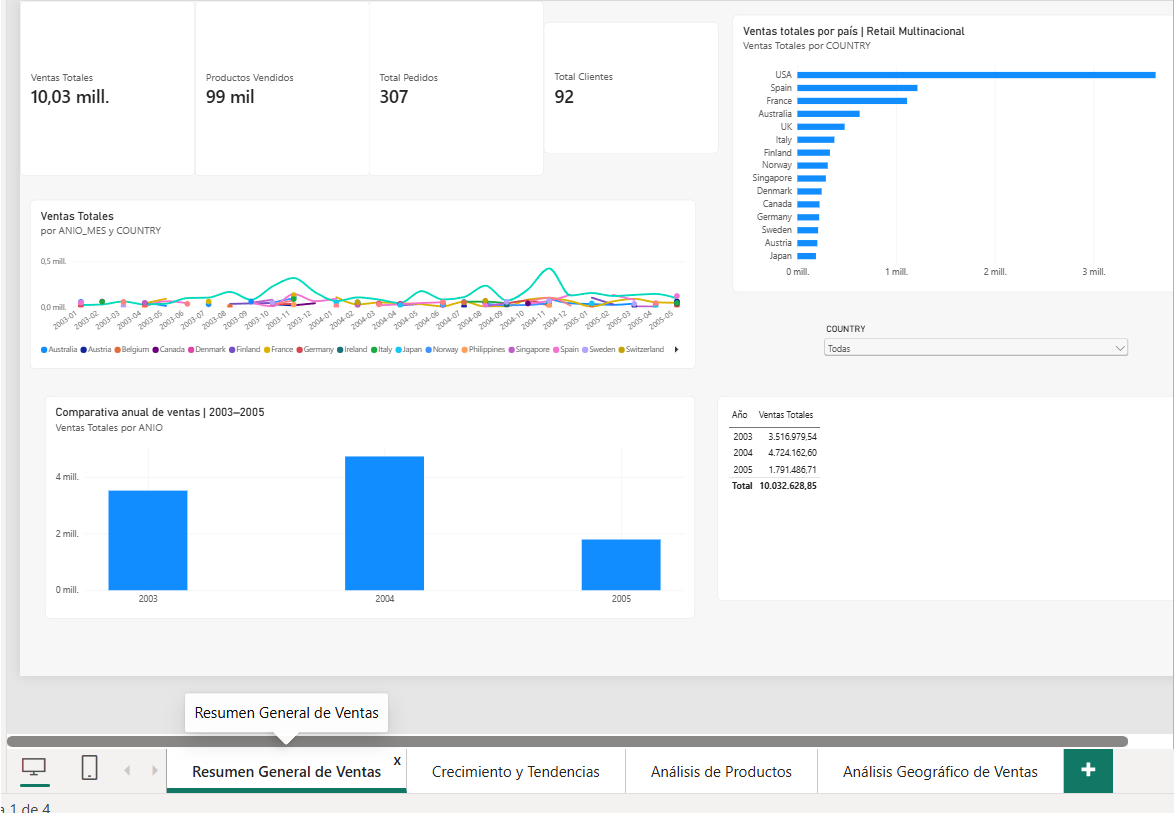 Ventas Totales
10,03 mill.
Productos Vendidos
99 mil
Total Pedidos
307
Total Clientes
92
Ventas totales por país | Retail Multinacional
Ventas Totales por COUNTRY
USA
Spain
France
Australia
UK
Italy
Finland
Norway
Singapore
Denmark
Canada
Germany
Sweden
Austria
Japan
0 mill. 1 mill. 2 mill. 3 mill.
Ventas Totales
por ANIO_MES y COUNTRY
0,5 mill.
0,0 mill.
2003-01 2003-02 2003-03 2003-04 2003-05 2003-06 2003-07 2003-08 2003-09 2003-10 2003-11 2003-12 2004-01 2004-02 2004-03 2004-04 2004-05 2004-06 2004-07 2004-08 2004-09 2004-10 2004-11 2004-12 2005-01 2005-02 2005-03 2005-04 2005-05
Australia Austria Belgium Canada Denmark Finland France Germany Ireland Italy Japan Norway Philippines Singapore Spain Sweden Switzerland
COUNTRY
Todas
Comparativa anual de ventas | 2003–2005
Ventas Totales por ANIO
4 mill.
2 mill.
0 mill.
2003 2004 2005
Año Ventas Totales
2003 3.516.979,54
2004 4.724.162,60
2005 1.791.486,71
Total 10.032.628,85
Resumen General de Ventas
Resumen General de Ventas x
Crecimiento y Tendencias
Análisis de Productos
Análisis Geográfico de Ventas
+
a 1 de 4